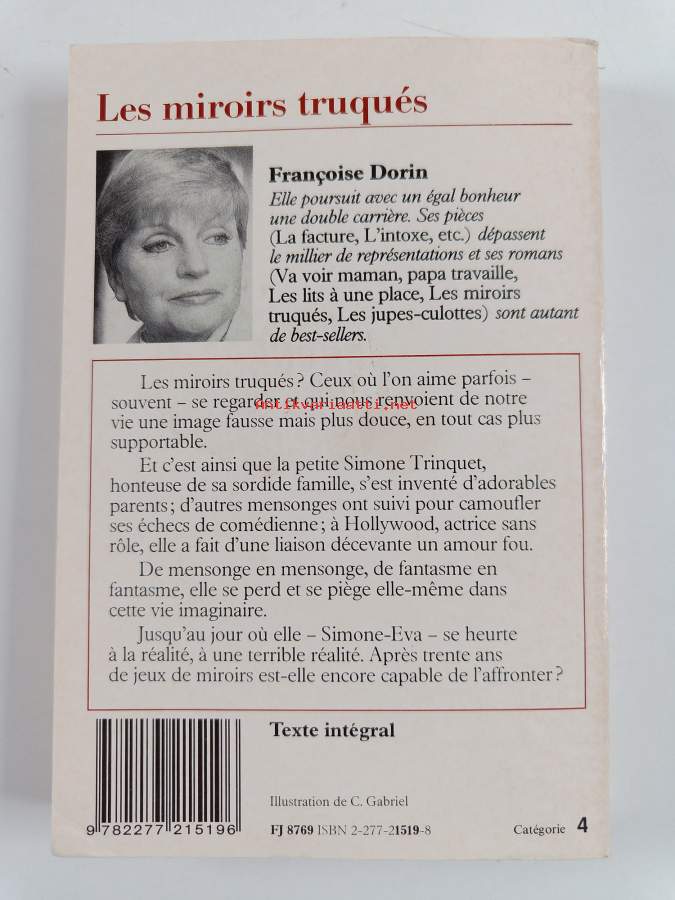 Les miroirs truqués
Françoise Dorin
Elle poursuit avec un égal bonheur
une double carrière. Ses pièces
(La facture, L'intoxe, etc.) dépassent
le millier de représentations et ses romans
(Va voir maman, papa travaille,
Les lits à une place, Les miroirs
truqués, Les jupes-culottes) sont autant
de best-sellers.
Les miroirs truqués ? Ceux où l'on aime parfois –
souvent – se regarder et qui nous renvoient de notre
Antikvariaatti.net
vie une image fausse mais plus douce, en tout cas plus
supportable.
Et c'est ainsi que la petite Simone Trinquet,
honteuse de sa sordide famille, s'est inventé d'adorables
parents ; d'autres mensonges ont suivi pour camoufler
ses échecs de comédienne ; à Hollywood, actrice sans
rôle, elle a fait d'une liaison décevante un amour fou.
De mensonge en mensonge, de fantasme en
fantasme, elle se perd et se piège elle-même dans
cette vie imaginaire.
Jusqu'au jour où elle – Simone-Eva – se heurte
à la réalité, à une terrible réalité. Après trente ans
de jeux de miroirs est-elle encore capable de l'affronter ?
Texte intégral
Illustration de C. Gabriel
9 782277 215196
FJ 8769 ISBN 2-277-21519-8
Catégorie 4